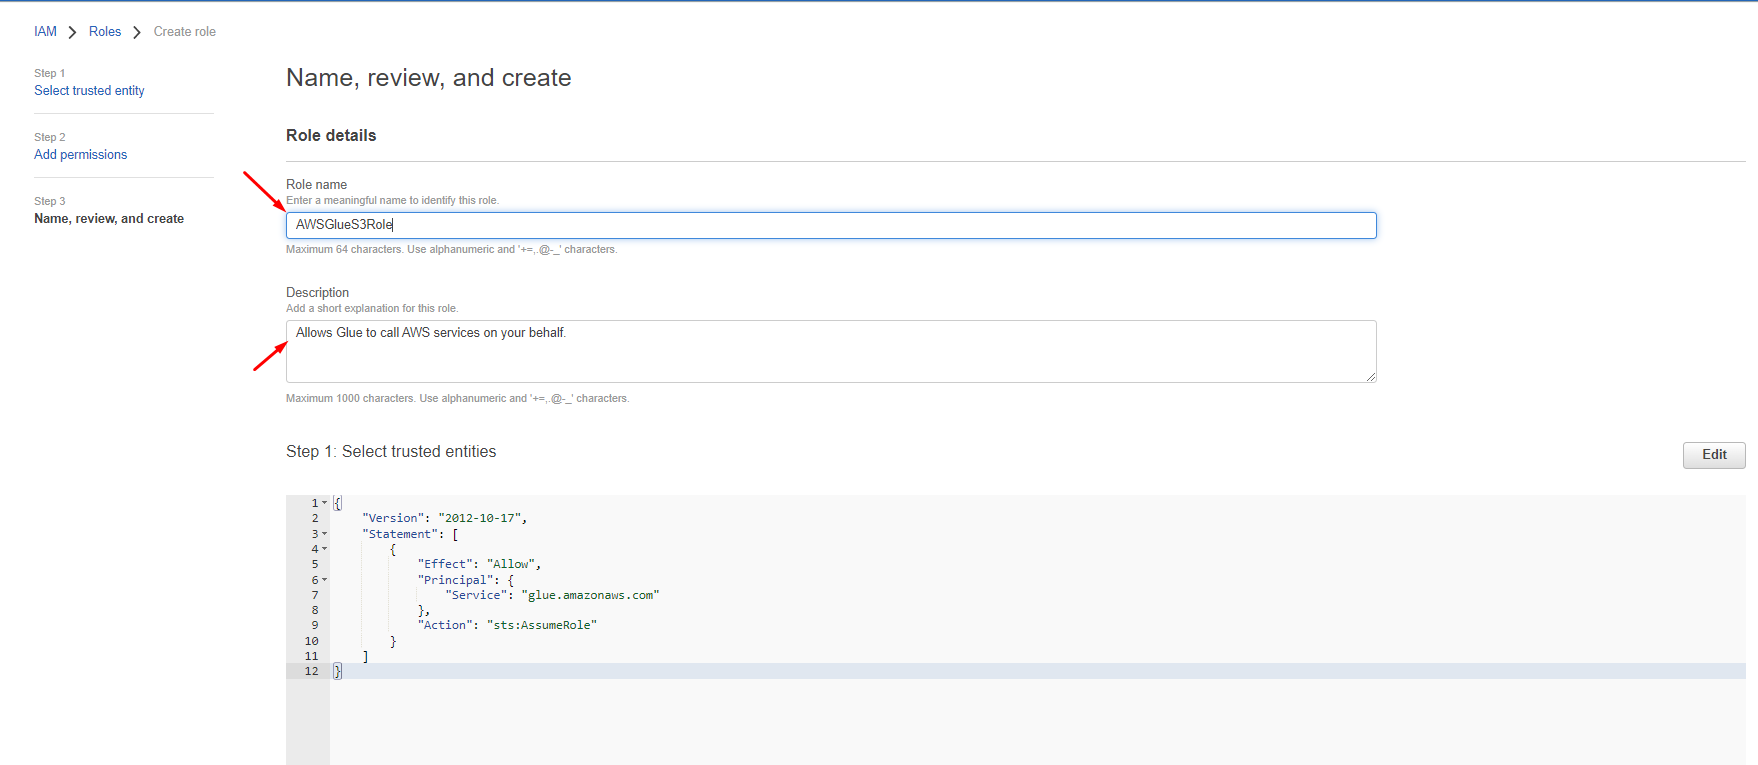 IAM > Roles > Create role
Step 1
Select trusted entity
Step 2
Add permissions
Step 3
Name, review, and create
Name, review, and create
Role details
Role name
Enter a meaningful name to identify this role.
AWSGlueS3Role
Maximum 64 characters. Use alphanumeric and '+=,.@-_' characters.
Description
Add a short explanation for this role.
Allows Glue to call AWS services on your behalf.
Maximum 1000 characters. Use alphanumeric and '+=,.@-_' characters.
Step 1: Select trusted entities
Edit
1 {
2     "Version": "2012-10-17",
3     "Statement": [
4         {
5             "Effect": "Allow",
6             "Principal": {
7                 "Service": "glue.amazonaws.com"
8             },
9             "Action": "sts:AssumeRole"
10         }
11     ]
12 }